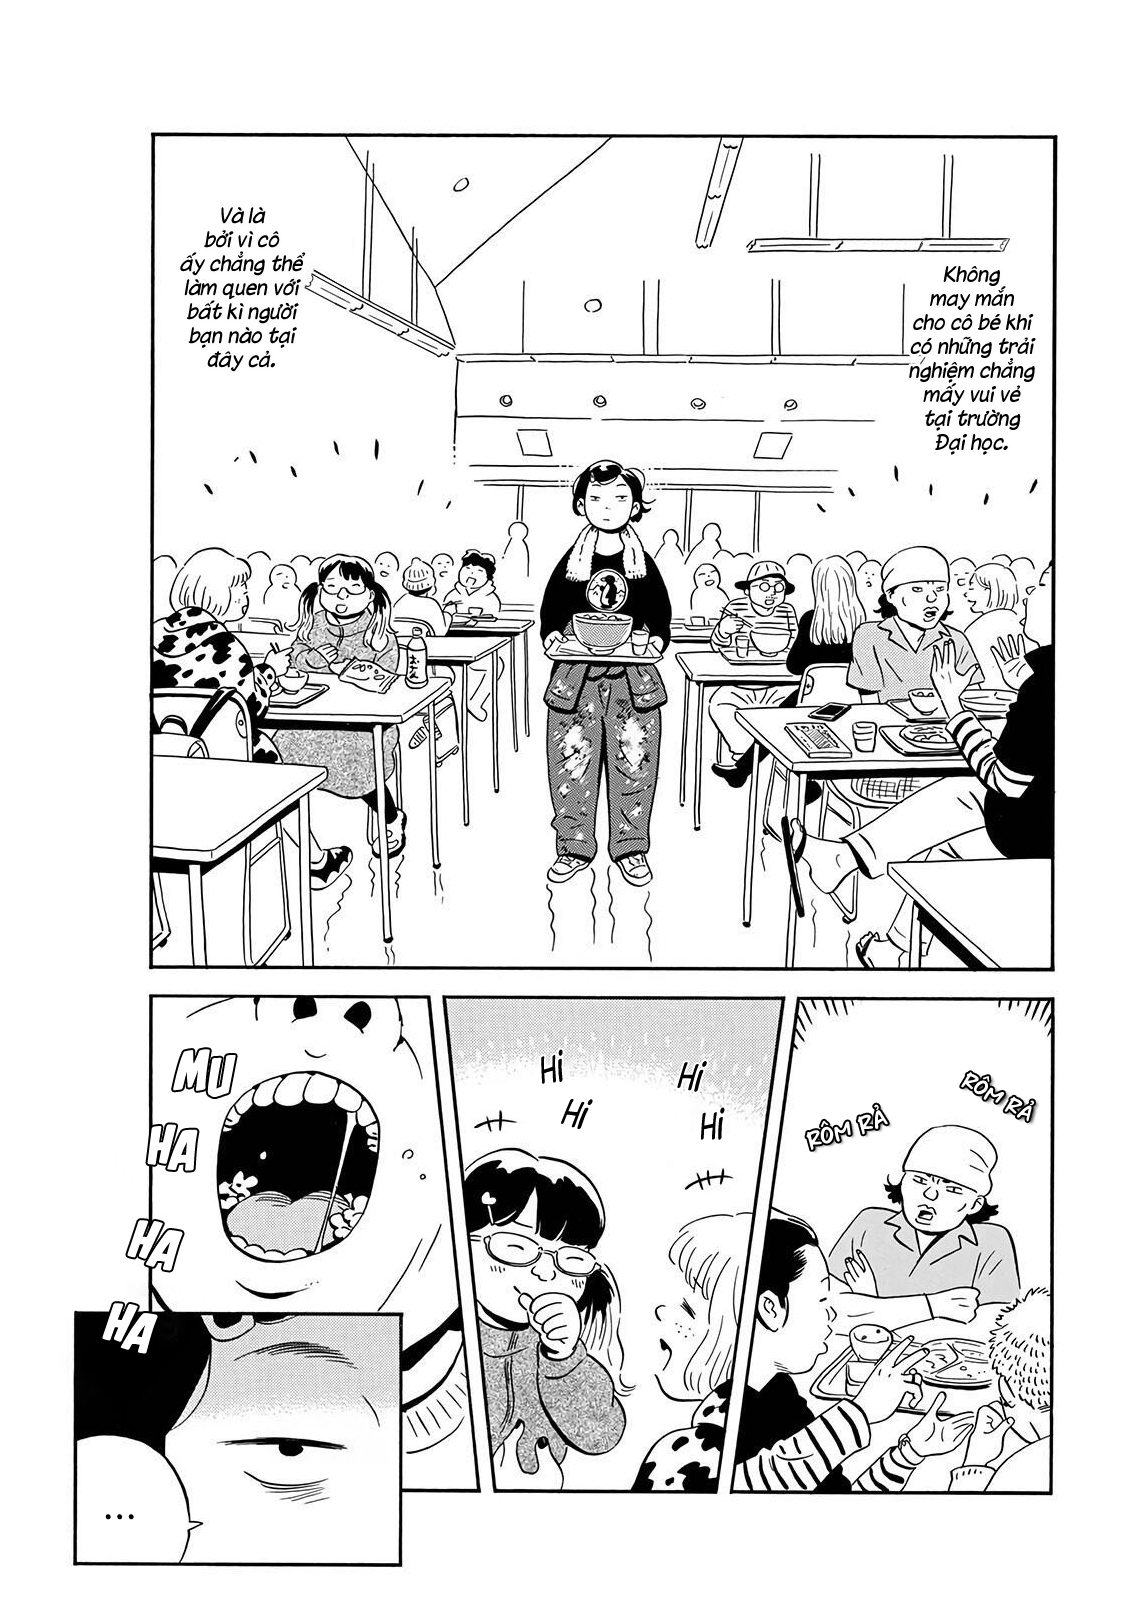 Không
may mắn
cho cô bé khi
có những trải
nghiệm chẳng
mấy vui vẻ
tại trường
Đại học.
Và là
bởi vì cô
ấy chẳng thể
làm quen với
bất kì người
bạn nào tại
đây cả.
RÔM RẢ
RÔM RẢ
Hi
Hi
Hi
Hi
MU
HA
HA
HA
...